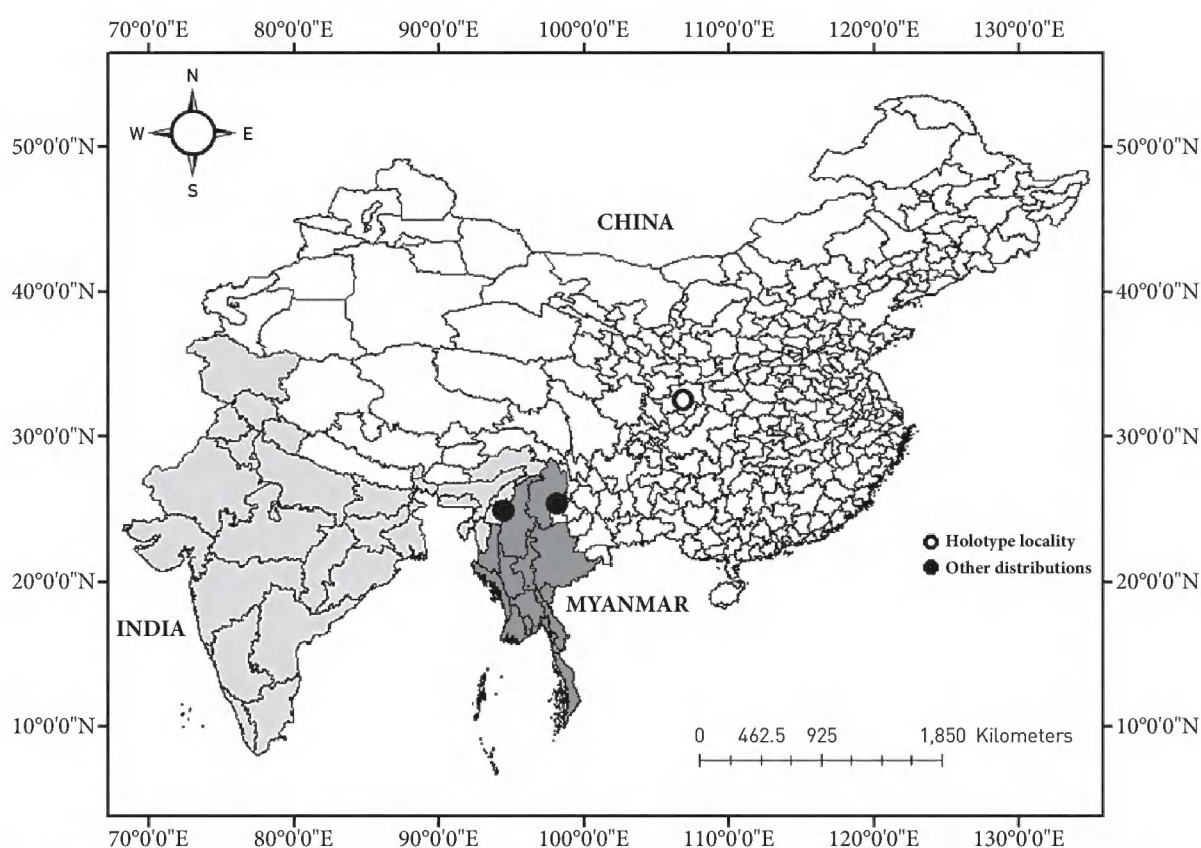 70°0'0"E 80°0'0"E 90°0'0"E 100°0'0"E 110°0'0"E 120°0'0"E 130°0'0"E
N
W E
S
50°0'0"N 50°0'0"N
CHINA
40°0'0"N 40°0'0"N
30°0'0"N 30°0'0"N
Holotype locality
Other distributions
20°0'0"N 20°0'0"N
MYANMAR
INDIA
10°0'0"N 10°0'0"N
0 462.5 925 1,850 Kilometers
70°0'0"E 80°0'0"E 90°0'0"E 100°0'0"E 110°0'0"E 120°0'0"E 130°0'0"E